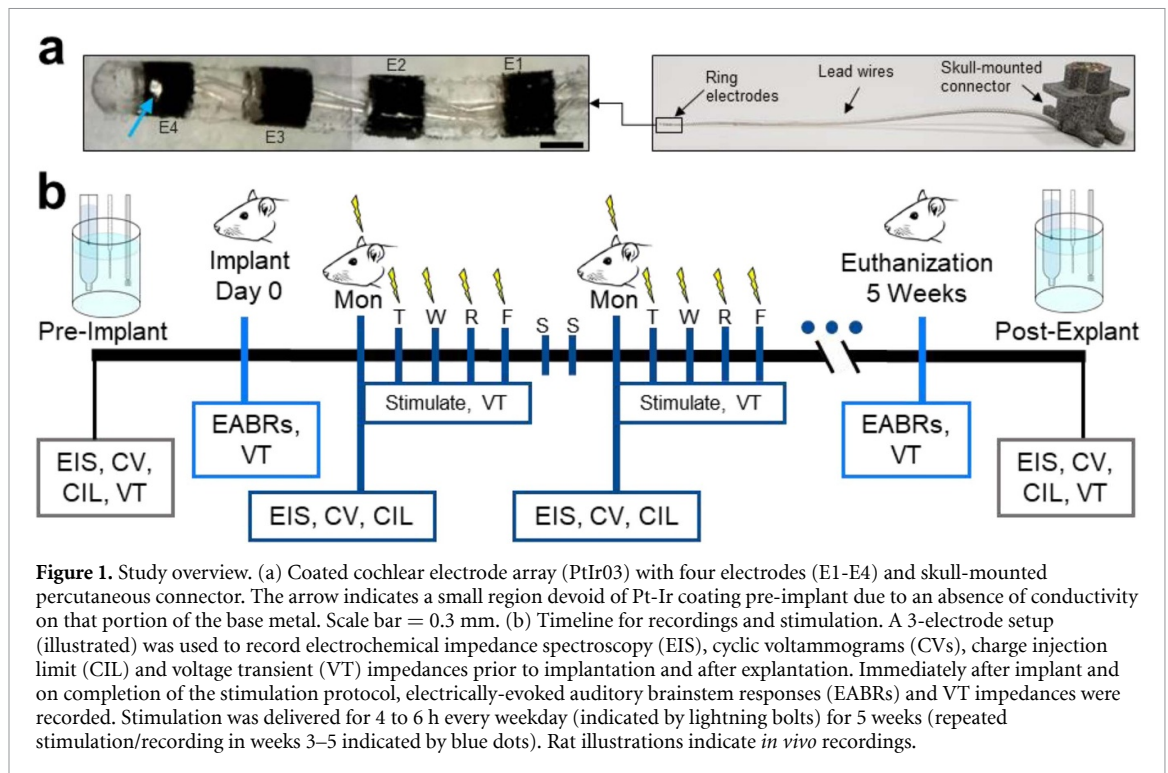 a
E2
E1
E4
E3
Ring
electrodes
Lead wires
Skull-mounted
connector
b
Pre-Implant
Implant
Day 0
Mon
T
W
R
F
S
S
Mon
T
W
R
F
Euthanization
5 Weeks
Post-Explant
Stimulate, VT
Stimulate, VT
EABRs,
VT
EABRs,
VT
EIS, CV,
CIL, VT
EIS, CV, CIL
EIS, CV, CIL
EIS, CV,
CIL, VT
Figure 1. Study overview. (a) Coated cochlear electrode array (PtIr03) with four electrodes (E1-E4) and skull-mounted
percutaneous connector. The arrow indicates a small region devoid of Pt-Ir coating pre-implant due to an absence of conductivity
on that portion of the base metal. Scale bar = 0.3 mm. (b) Timeline for recordings and stimulation. A 3-electrode setup
(illustrated) was used to record electrochemical impedance spectroscopy (EIS), cyclic voltammograms (CVs), charge injection
limit (CIL) and voltage transient (VT) impedances prior to implantation and after explantation. Immediately after implant and
on completion of the stimulation protocol, electrically-evoked auditory brainstem responses (EABRs) and VT impedances were
recorded. Stimulation was delivered for 4 to 6 h every weekday (indicated by lightning bolts) for 5 weeks (repeated
stimulation/recording in weeks 3–5 indicated by blue dots). Rat illustrations indicate in vivo recordings.